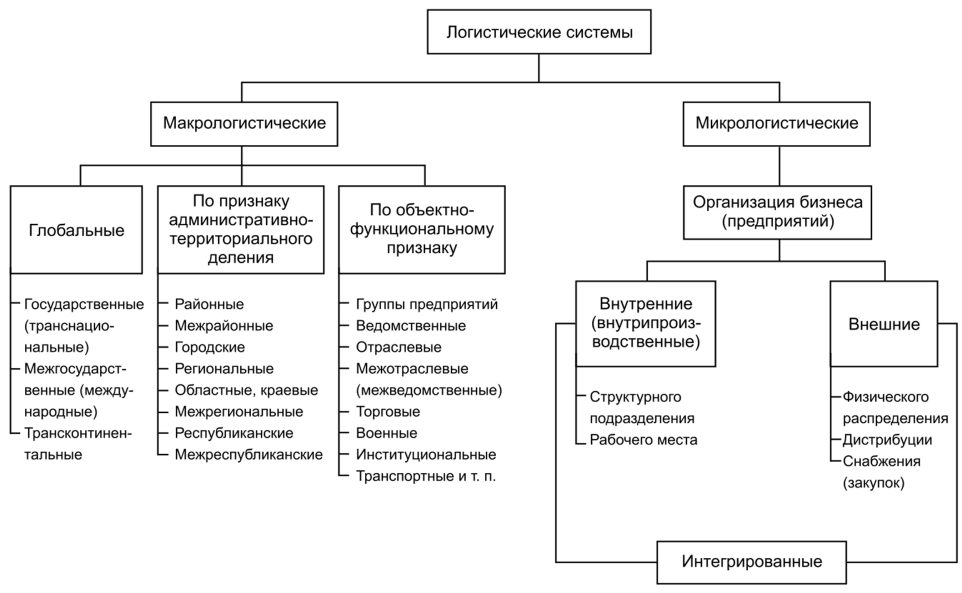 Логистические системы
Макрологистические
Микрологистические
Глобальные
Государственные
(транснацио-
нальные)
Межгосударст-
венные (между-
народные)
Трансконтинен-
тальные
По признаку
административно-
территориального
деления
Районные
Межрайонные
Городские
Региональные
Областные, краевые
Межрегиональные
Республиканские
Межреспубликанские
По объектно-
функциональному
признаку
Группы предприятий
Ведомственные
Отраслевые
Межотраслевые
(межведомственные)
Торговые
Военные
Институциональные
Транспортные и т. п.
Организация бизнеса
(предприятий)
Внутренние
(внутрипроиз-
водственные)
Структурного
подразделения
Рабочего места
Внешние
Физического
распределения
Дистрибуции
Снабжения
(закупок)
Интегрированные